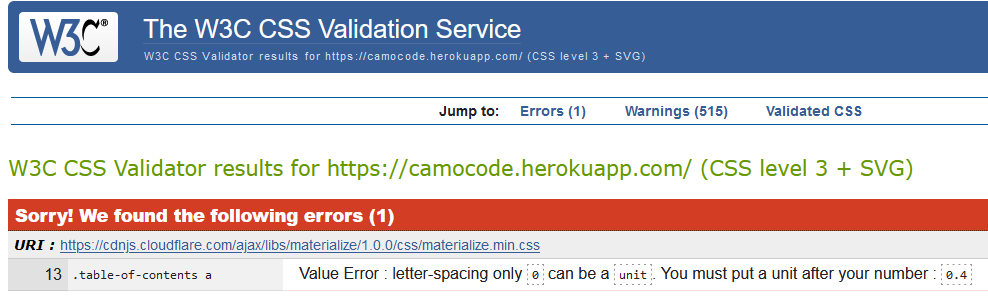 W3C® The W3C CSS Validation Service
W3C CSS Validator results for https://camocode.herokuapp.com/ (CSS level 3 + SVG)
Jump to: Errors (1) Warnings (515) Validated CSS
W3C CSS Validator results for https://camocode.herokuapp.com/ (CSS level 3 + SVG)
Sorry! We found the following errors (1)
URI : https://cdnjs.cloudflare.com/ajax/libs/materialize/1.0.0/css/materialize.min.css
13 .table-of-contents a Value Error : letter-spacing only 0 can be a unit. You must put a unit after your number : 0.4